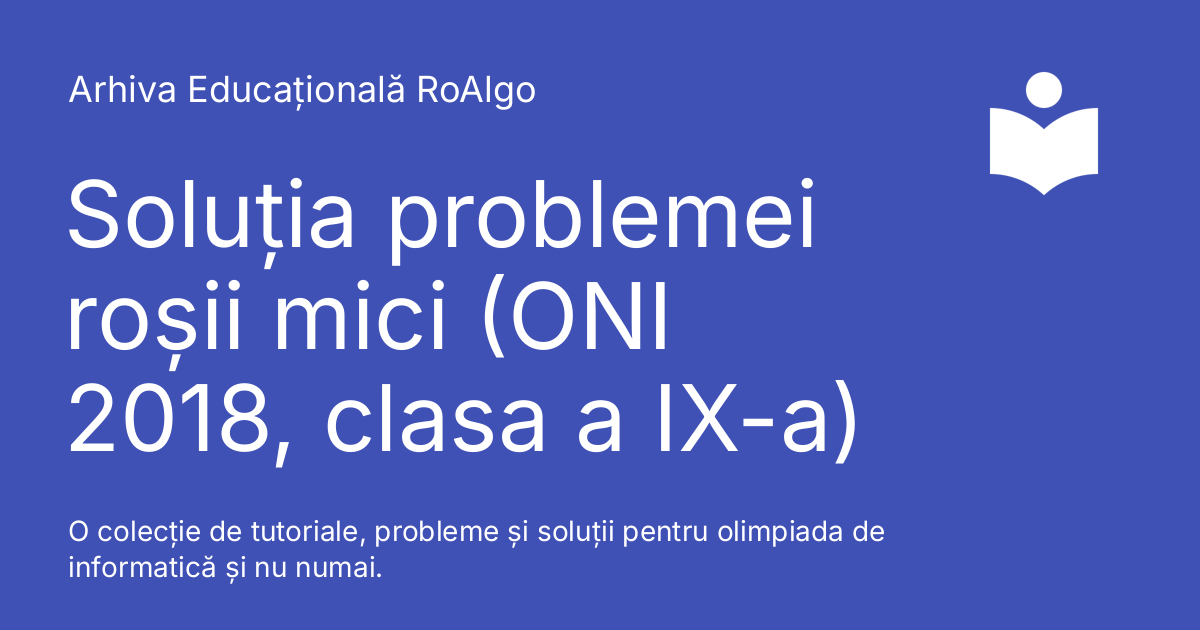 Arhiva Educațională RoAlgo
Soluția problemei
roșii mici (ONI
2018, clasa a IX-a)
O colecție de tutoriale, probleme și soluții pentru olimpiada de
informatică și nu numai.